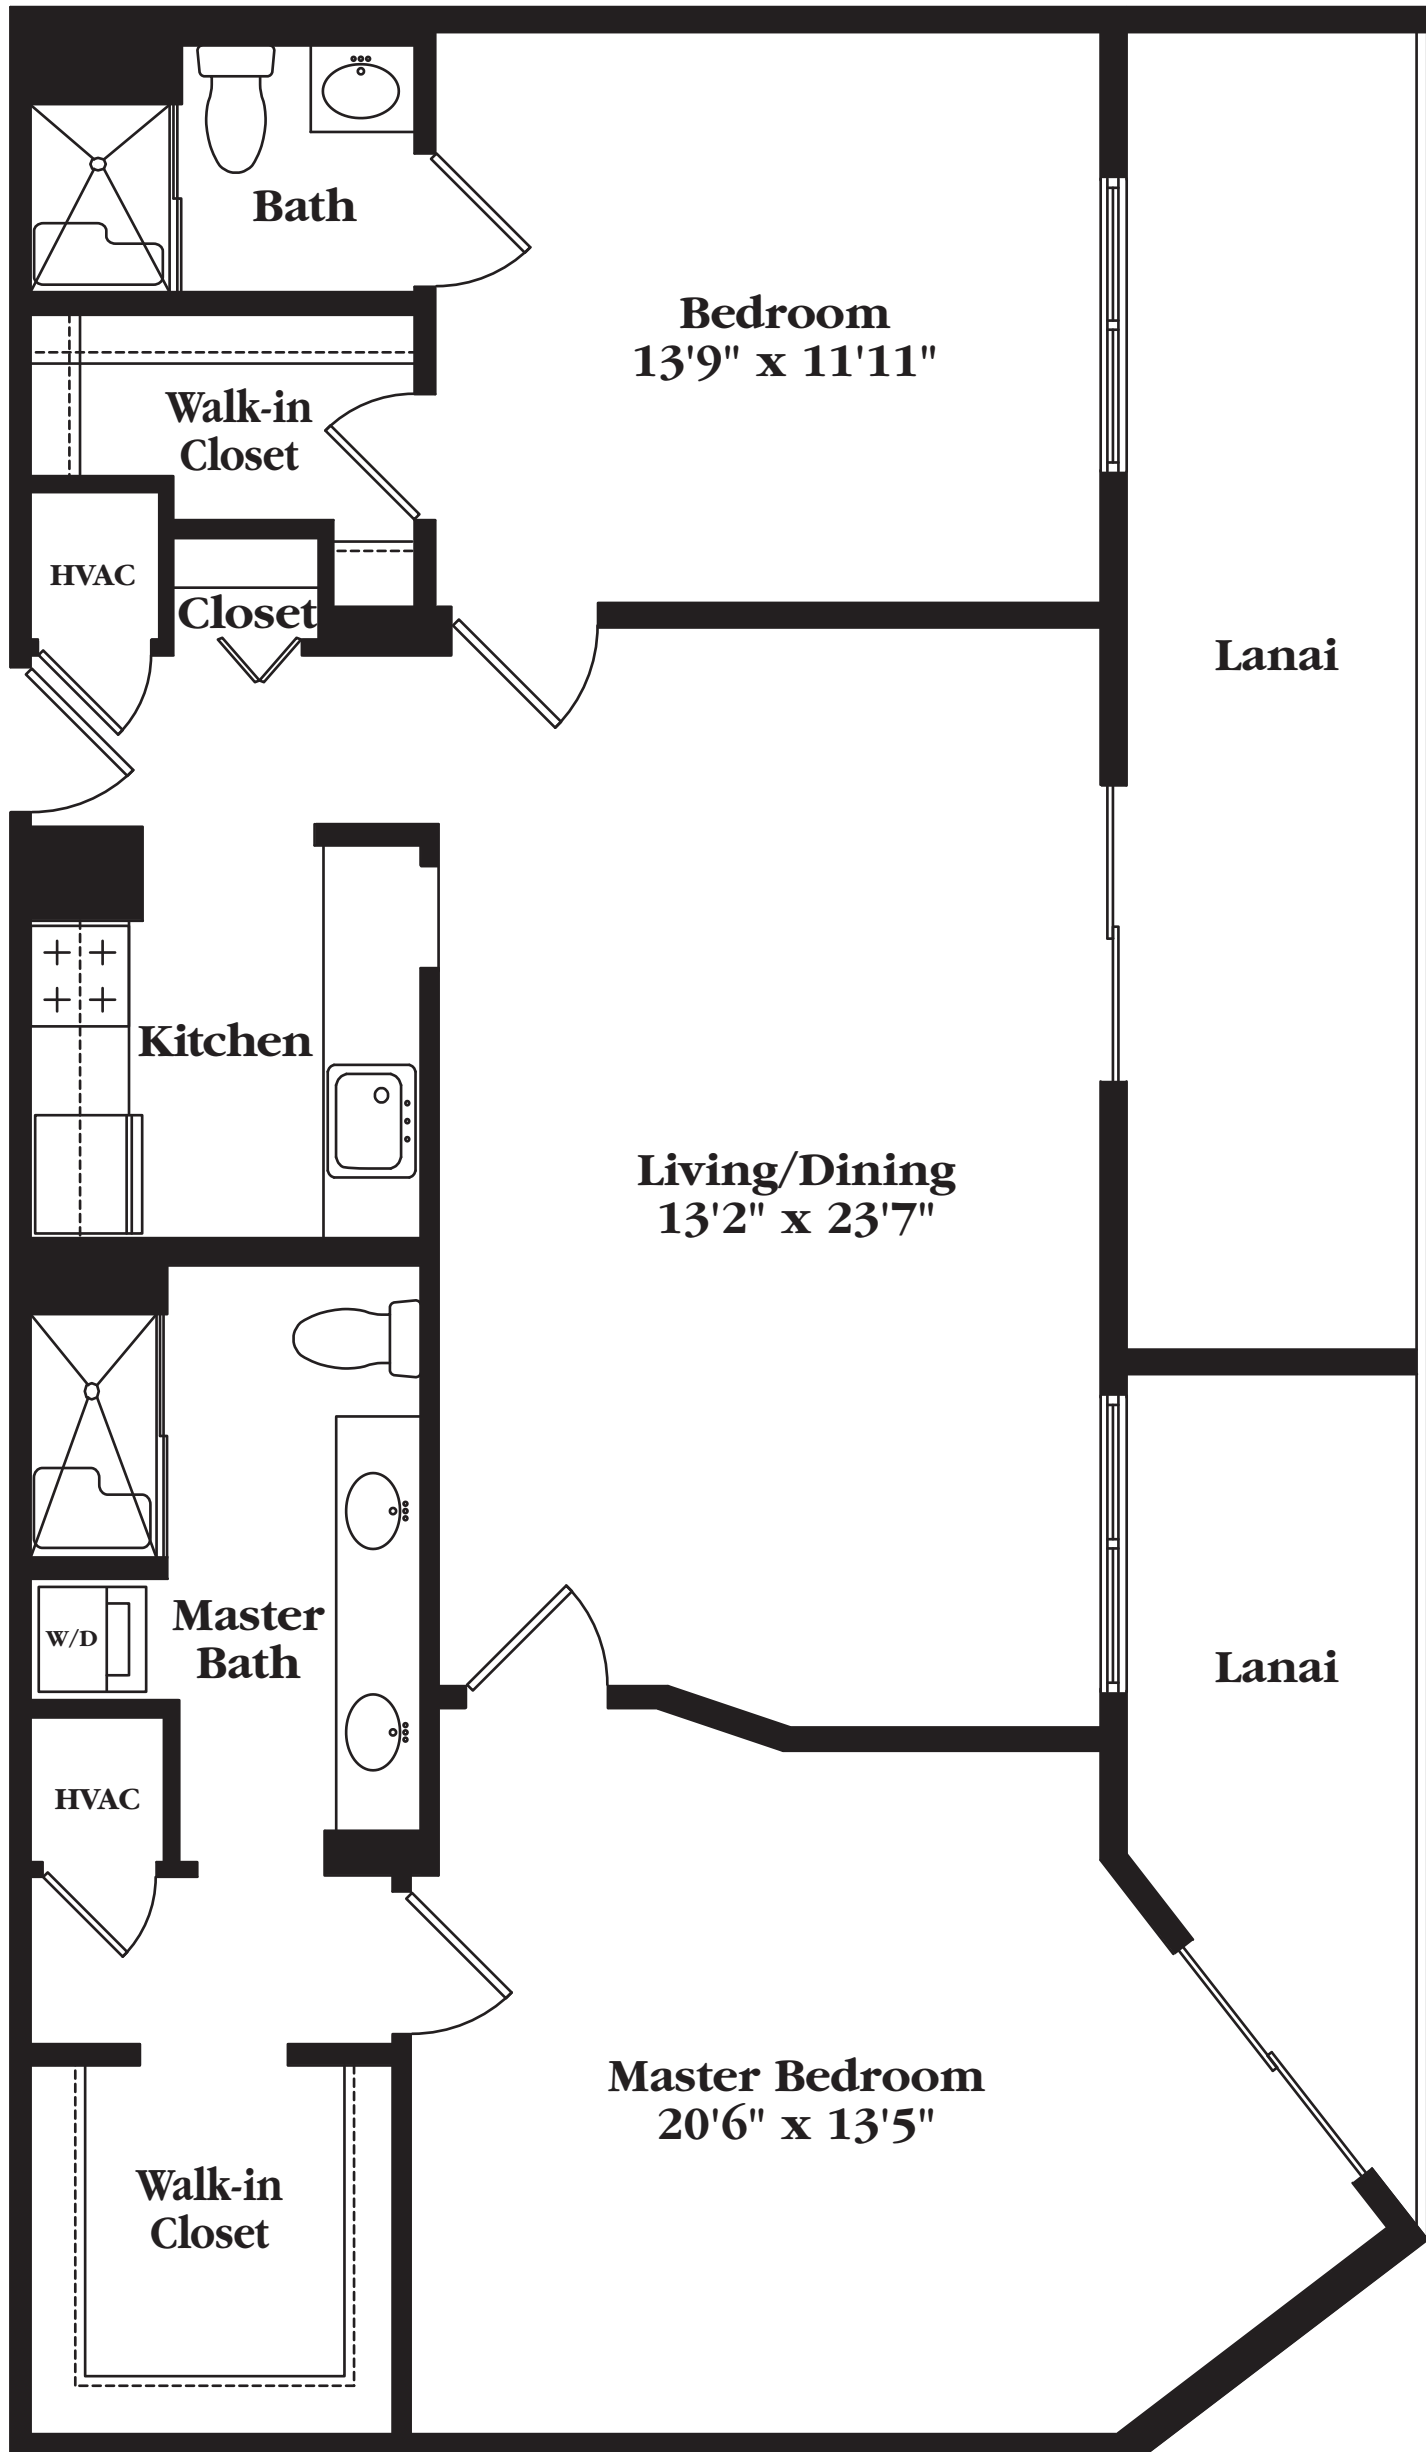 Bath
Bedroom
13'9" x 11'11"
Walk-in
Closet
HVAC
Closet
Lanai
Kitchen
Living/Dining
13'2" x 23'7"
Master
Bath
W/D
Lanai
HVAC
Master Bedroom
20'6" x 13'5"
Walk-in
Closet